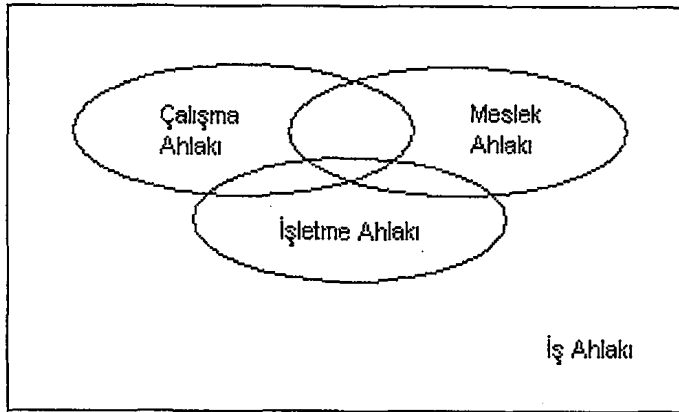 Çalışma
Ahlakı
Meslek
Ahlakı
İşletme Ahlakı
İş Ahlakı